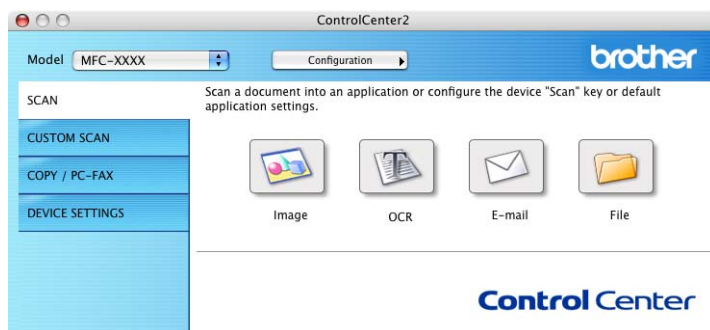 ControlCenter2
Model MFC-XXXX Configuration brother
SCAN
CUSTOM SCAN
COPY / PC-FAX
DEVICE SETTINGS
Scan a document into an application or configure the device "Scan" key or default
application settings.
Image OCR E-mail File
Control Center